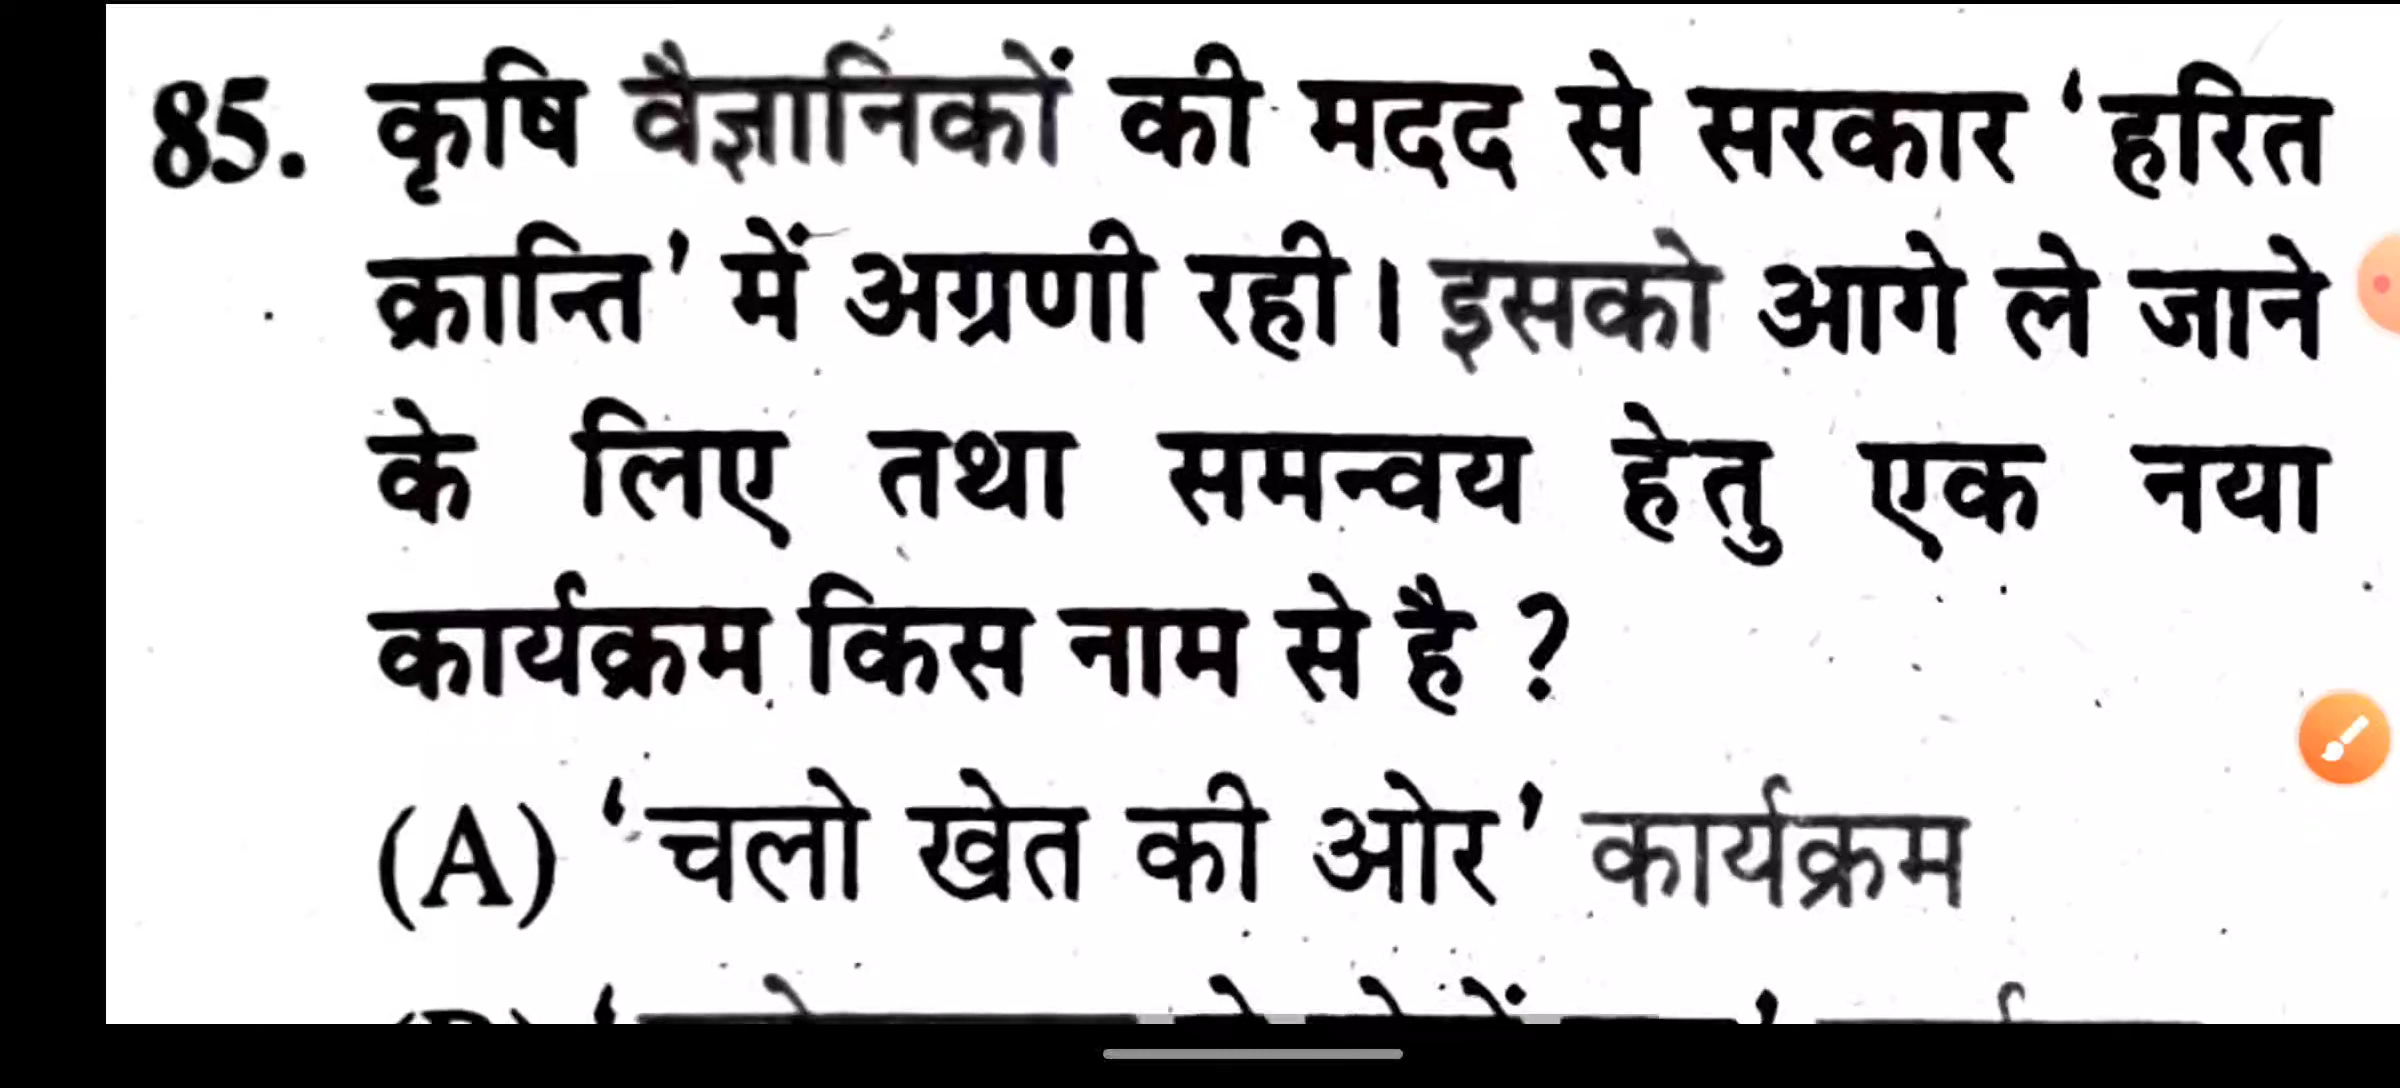 85. कृषि वैज्ञानिकों की मदद से सरकार ‘हरित
क्रान्ति’ में अग्रणी रही। इसको आगे ले जाने
के लिए तथा समन्वय हेतु एक नया
कार्यक्रम किस नाम से है ?
(A) ‘चलो खेत की ओर’ कार्यक्रम